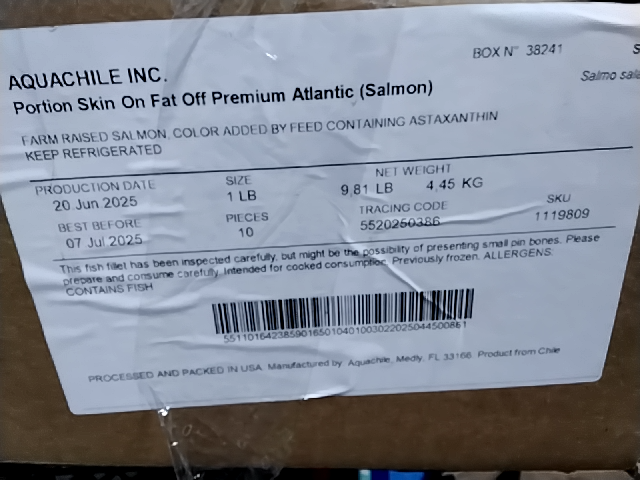 BOX N° 38241
AQUACHILE INC.
Portion Skin On Fat Off Premium Atlantic (Salmon)
Salmo
FARM RAISED SALMON, COLOR ADDED BY FEED CONTAINING ASTAXANTHIN
KEEP REFRIGERATED
PRODUCTION DATE SIZE NET WEIGHT
20 Jun 2025 1 LB 9.81 LB 4.45 KG
BEST BEFORE PIECES TRACING CODE SKU
07 Jul 2025 10 5520250386 1119809
This fish fillet has been inspected carefully, but might be the possibility of presenting small pin bones. Please
prepare and consume carefully. Intended for cooked consumption. Previously frozen. ALLERGENS:
CONTAINS FISH
PROCESSED AND PACKED IN USA. Manufactured by: Aquachile, Medly, FL 33166. Product from Chile